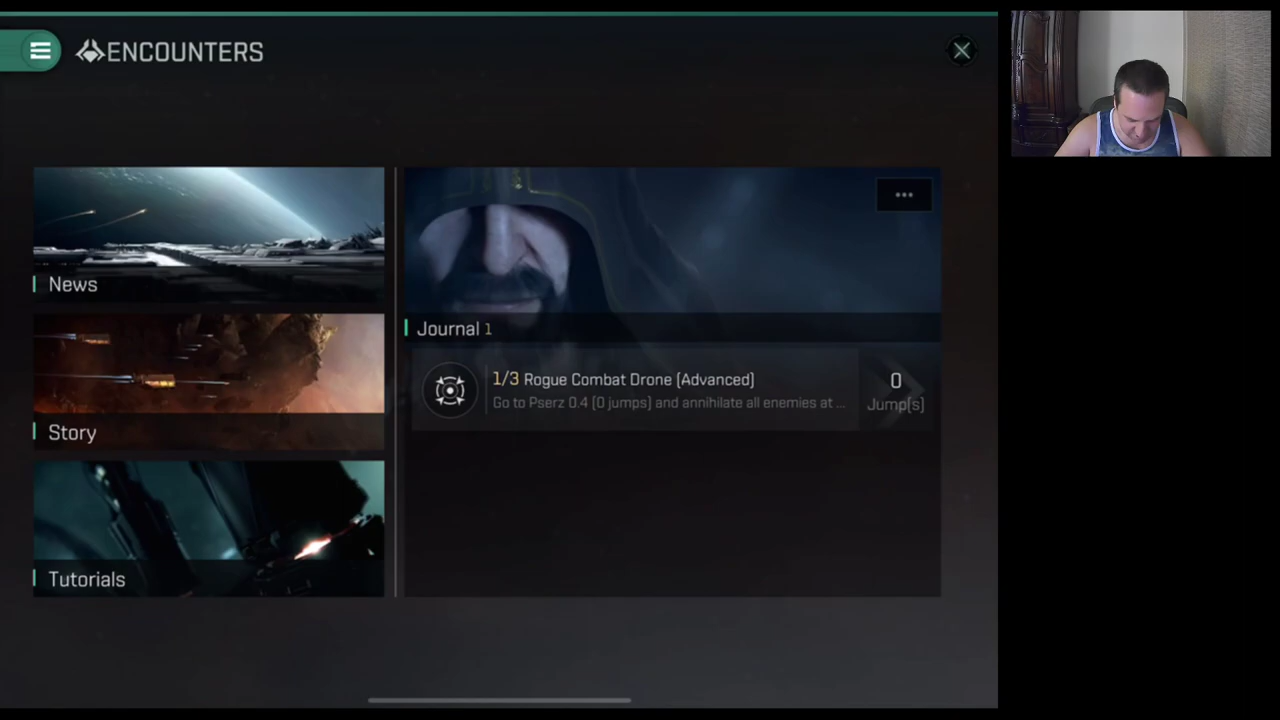 ENCOUNTERS
News
Story
Tutorials
Journal 1
1/3 Rogue Combat Drone (Advanced)
Go to Pserz 0.4 (0 jumps) and annihilate all enemies at ...
0
Jump(s)